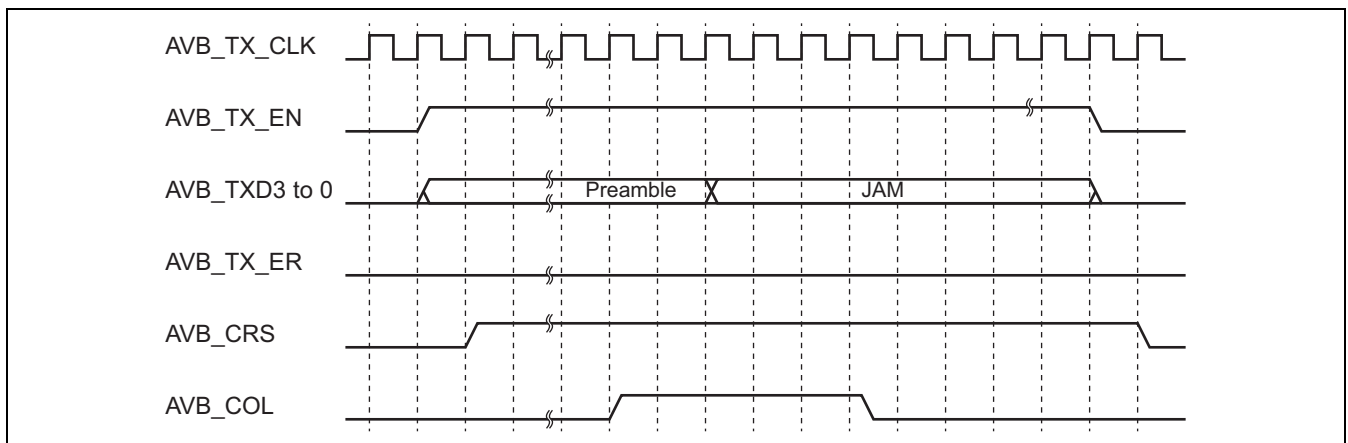 AVB_TX_CLK
AVB_TX_EN
AVB_TXD3 to 0
Preamble
JAM
AVB_TX_ER
AVB_CRS
AVB_COL